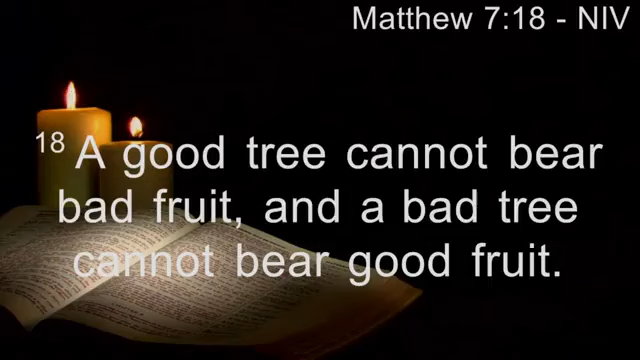 Matthew 7:18 - NIV
18 A good tree cannot bear
bad fruit, and a bad tree
cannot bear good fruit.